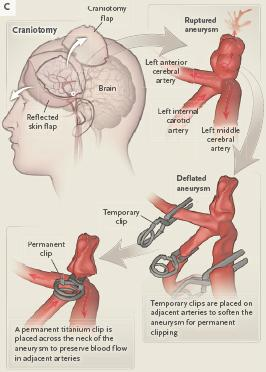 C
Craniotomy
flap
Craniotomy
Ruptured
aneurysm
Left anterior
cerebral
artery
Brain
Reflected
skin flap
Left internal
carotic
artery
Left middle
cerebral
artery
Deflated
aneurysm
Temporary
clip
Permanent
clip
Temporary clips are placed on
adjacent arteries to soften the
aneurysm for permanent
clipping
A permanent titanium clip is
placed across the neck of the
aneurysm to preserve blood flow
in adjacent arteries